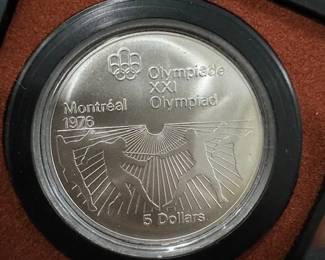 Olympiade
XXI
Olympiad
Montréal
1976
5 Dollars